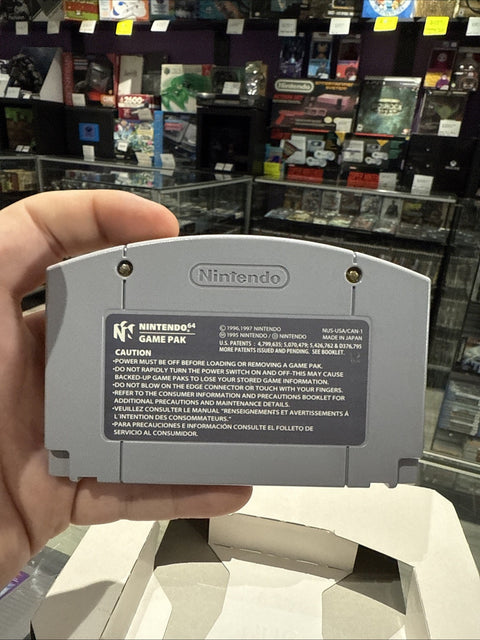 Nintendo
SYSTEM
Nintendo
NINTENDO64
GAME PAK
©1996,1997 NINTENDO
Ⓜ1995 NINTENDO / Ⓜ NINTENDO
NUS-USA/CAN-1
MADE IN JAPAN
U.S. PATENTS : 4,799,635; 5,070,479; 5,426,762 & D376,795
MORE PATENTS ISSUED AND PENDING. SEE BOOKLET.
CAUTION
•POWER MUST BE OFF BEFORE LOADING OR REMOVING A GAME PAK.
•DO NOT RAPIDLY TURN THE POWER SWITCH ON AND OFF-THIS MAY CAUSE
BACKED-UP GAME PAKS TO LOSE YOUR STORED GAME INFORMATION.
•DO NOT BLOW ON THE EDGE CONNECTOR OR TOUCH WITH YOUR FINGERS.
•REFER TO THE CONSUMER INFORMATION AND PRECAUTIONS BOOKLET FOR
ADDITIONAL PRECAUTIONS AND MAINTENANCE DETAILS.
•VEUILLEZ CONSULTER LE MANUAL "RENSEIGNEMENTS ET AVERTISSEMENTS À
L'INTENTION DES CONSOMMATEURS."
•PARA PRECAUCIONES E INFORMACIÓN CONSULTE EL FOLLETO DE
SERVICIO AL CONSUMIDOR.